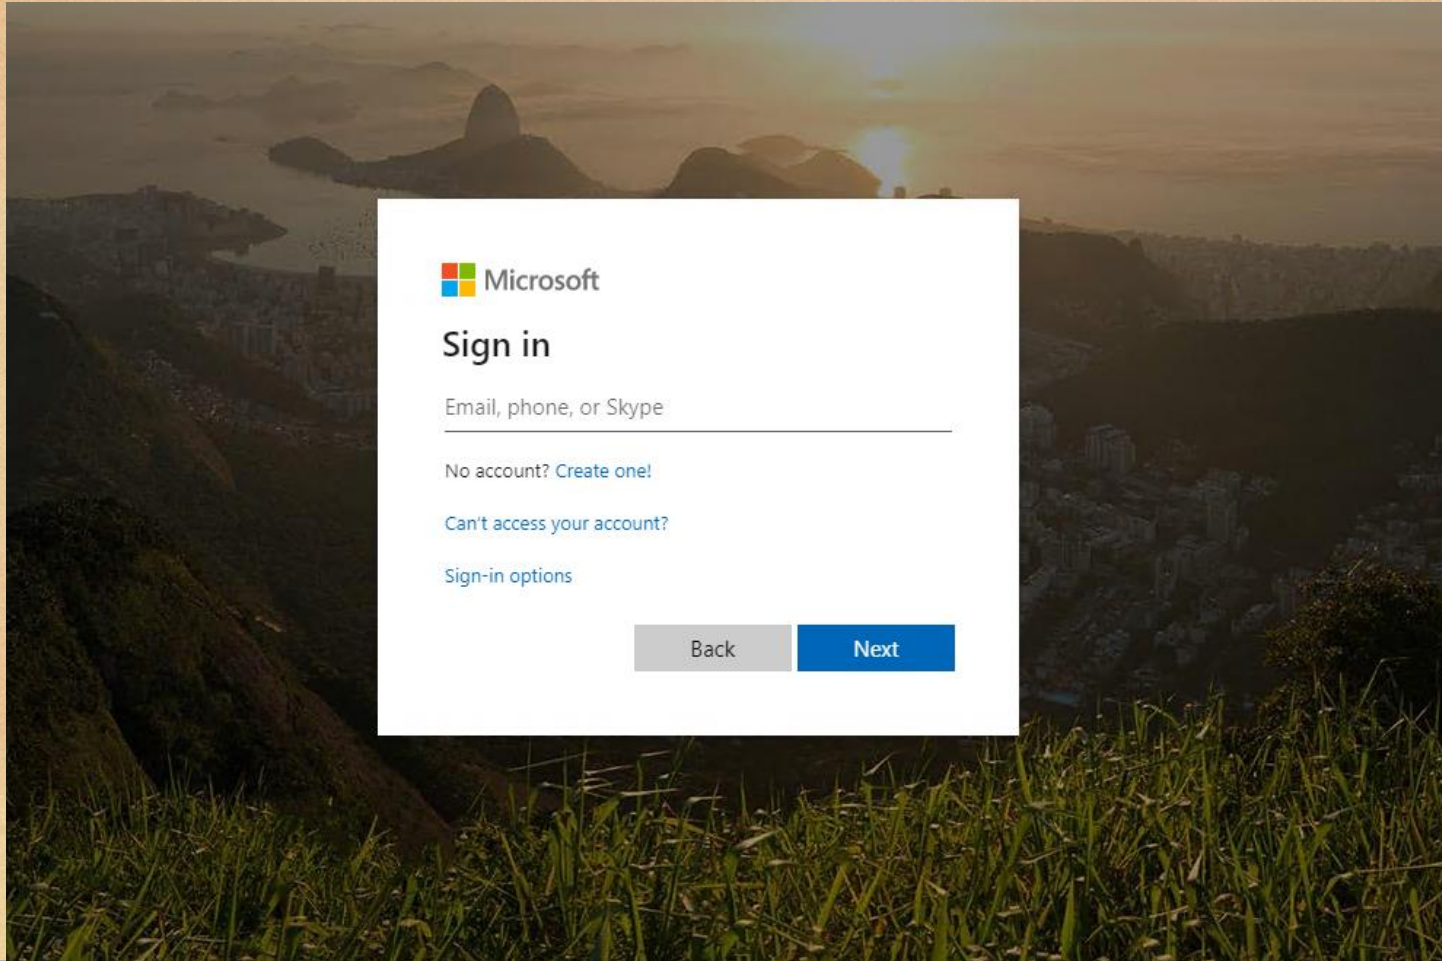 Microsoft
Sign in
Email, phone, or Skype
No account? Create one!
Can't access your account?
Sign-in options
Back Next